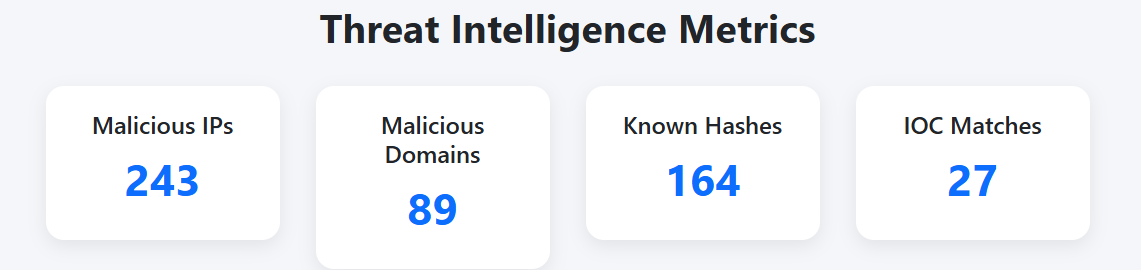 Threat Intelligence Metrics
Malicious IPs
243
Malicious
Domains
89
Known Hashes
164
IOC Matches
27